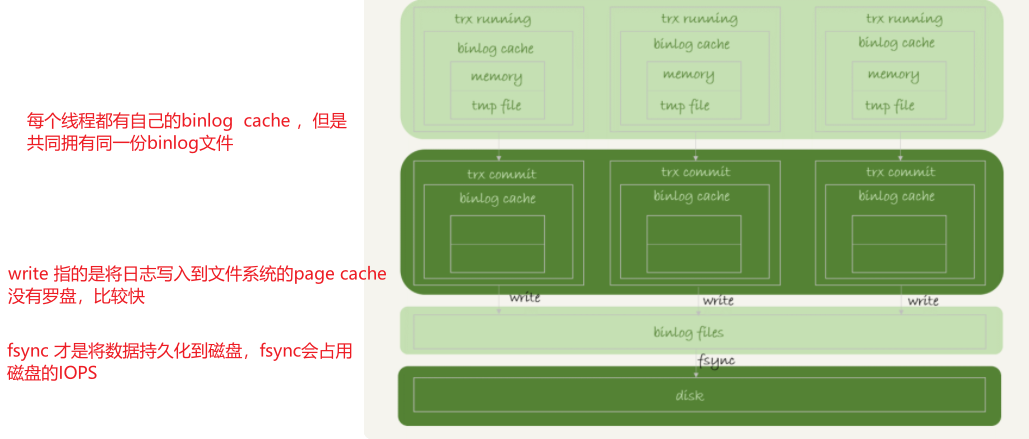 trx running
trx running
trx running
binlog cache
binlog cache
binlog cache
memory
memory
memory
tmp file
tmp file
tmp file
每个线程都有自己的binlog cache ，但是
共同拥有同一份binlog文件
trx commit
trx commit
trx commit
binlog cache
binlog cache
binlog cache
write 指的是将日志写入到文件系统的page cache
没有罗盘，比较快
write
write
write
binlog files
fsync 才是将数据持久化到磁盘，fsync会占用
磁盘的IOPS
fsync
disk